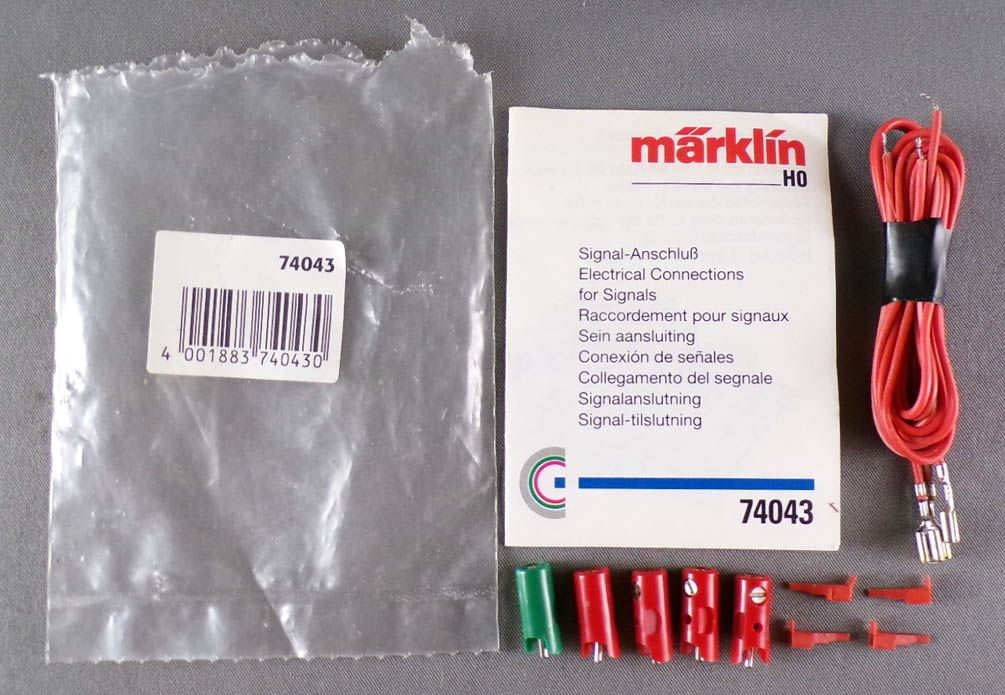 74043
4 001883 740430
märklín
H0
Signal-Anschluß
Electrical Connections
for Signals
Raccordement pour signaux
Sein aansluiting
Conexión de señales
Collegamento del segnale
Signalanslutning
Signal-tilslutning
74043